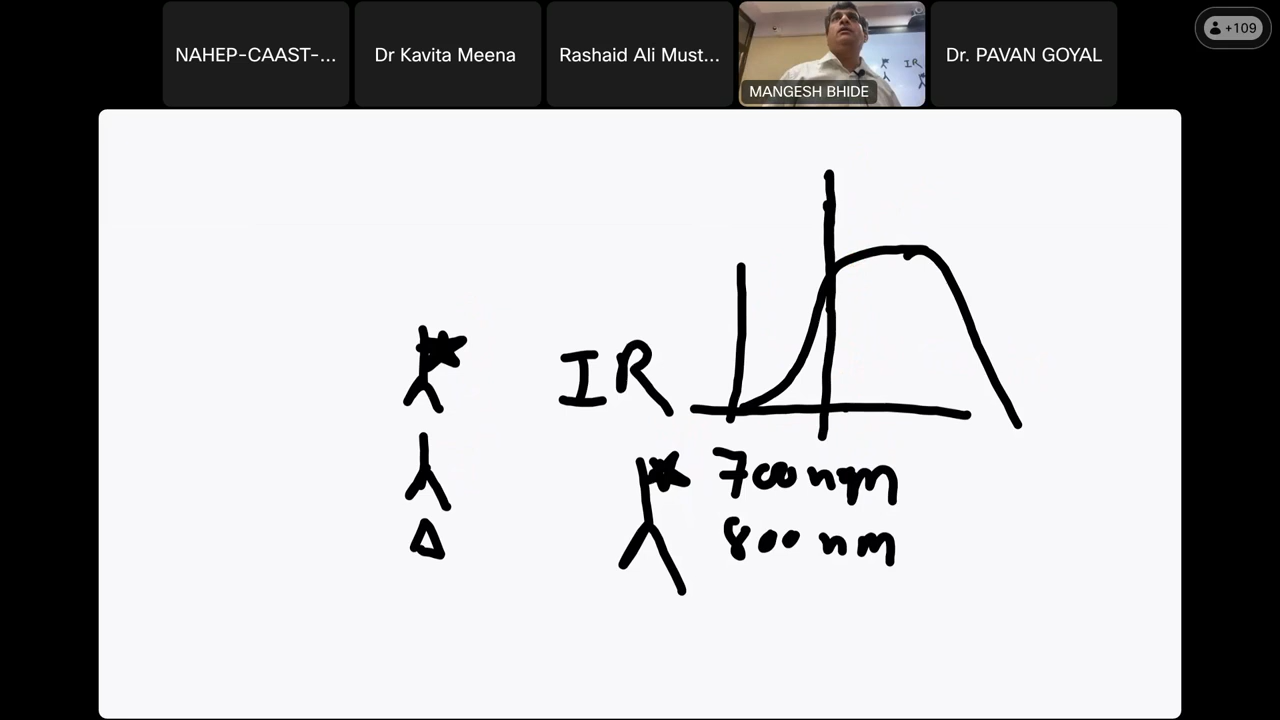 NAHEP-CAAST-...
Dr Kavita Meena
Rashaid Ali Must...
MANGESH BHIDE
Dr. PAVAN GOYAL
+109
IR
IR
700 nm
800 nm